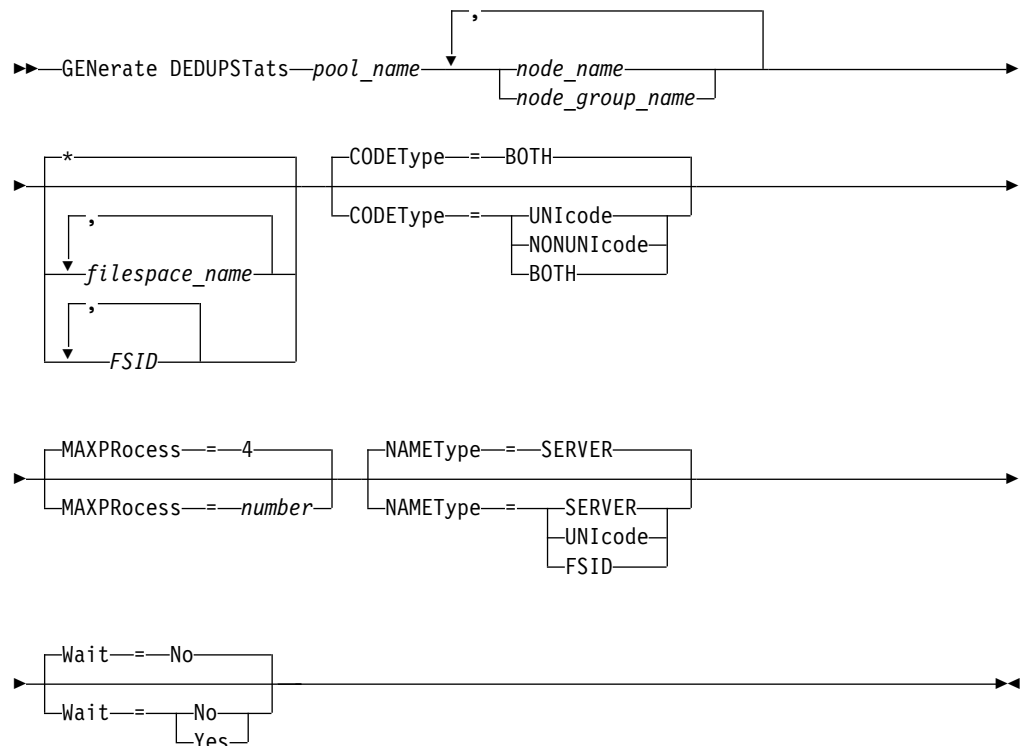 ,
GENerate DEDUPSTats pool_name node_name
node_group_name
* CODEType = BOTH
, CODEType = UNIcode
filespace_name NONUNIcode
, BOTH
FSID
MAXPRocess = 4 NAMEType = SERVER
MAXPRocess = number NAMEType = SERVER
UNIcode
FSID
Wait = No
Wait = No
Yes